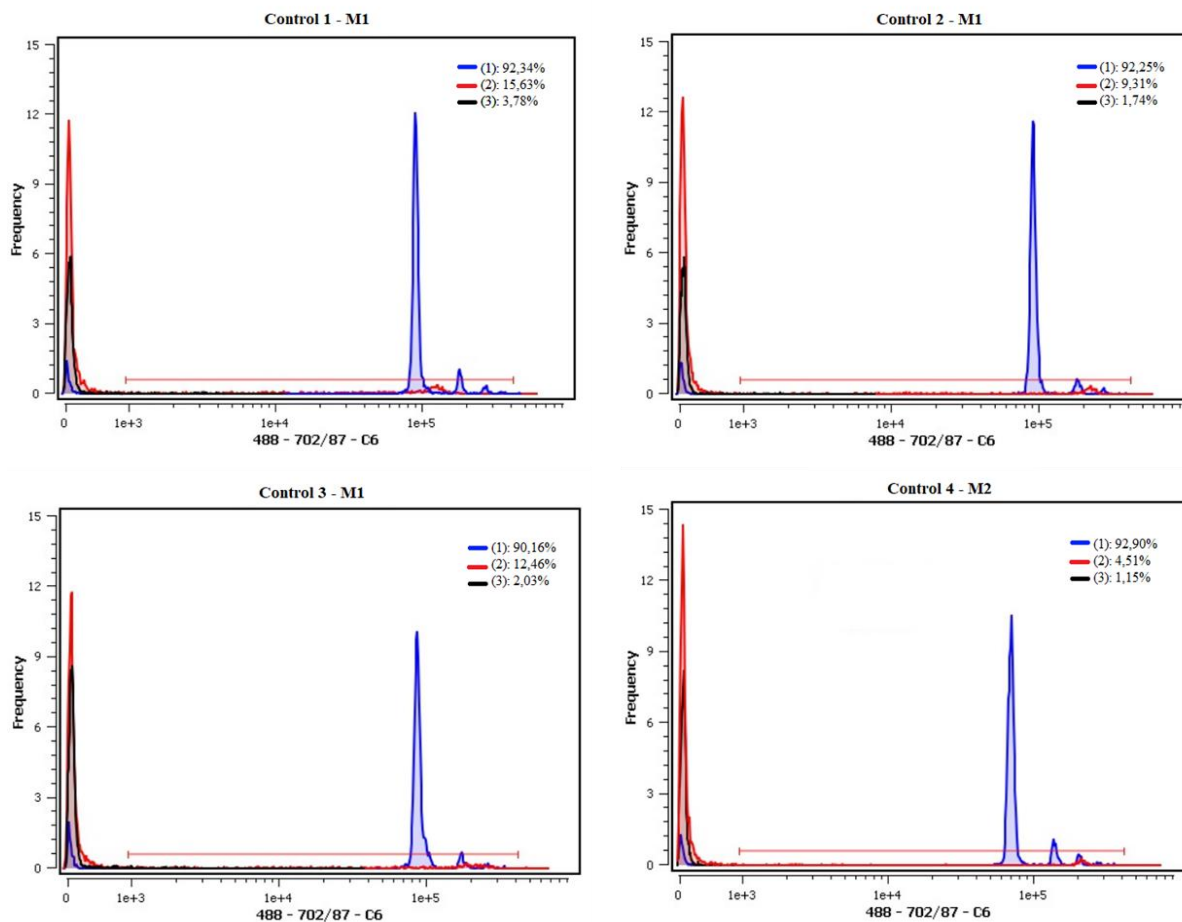 Control 1 - M1
15
12
9
6
3
0
Frequency
(1): 92,34%
(2): 15,63%
(3): 3,78%
0
1e+3
1e+4
1e+5
488 - 702/87 - C6
Control 2 - M1
15
12
9
6
3
0
Frequency
(1): 92,25%
(2): 9,31%
(3): 1,74%
0
1e+3
1e+4
1e+5
488 - 702/87 - C6
Control 3 - M1
15
12
9
6
3
0
Frequency
(1): 90,16%
(2): 12,46%
(3): 2,03%
0
1e+3
1e+4
1e+5
488 - 702/87 - C6
Control 4 - M2
15
12
9
6
3
0
Frequency
(1): 92,90%
(2): 4,51%
(3): 1,15%
0
1e+3
1e+4
1e+5
488 - 702/87 - C6